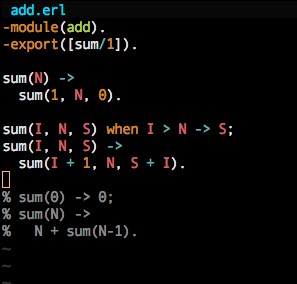 add.erl
-module(add).
-export([sum/1]).

sum(N) ->
  sum(1, N, 0).

sum(I, N, S) when I > N -> S;
sum(I, N, S) ->
  sum(I + 1, N, S + I).

% sum(0) -> 0;
% sum(N) ->
%   N + sum(N-1).
~
~
~